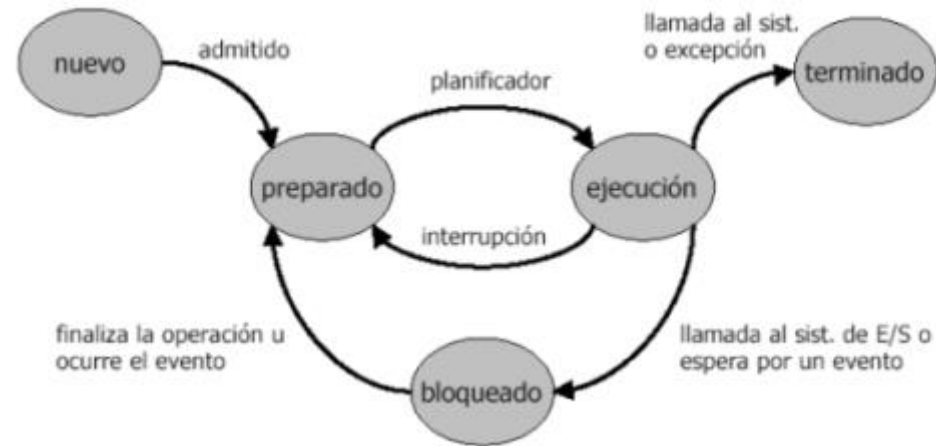 nuevo
admitido
llamada al sist.
o excepción
terminado
planificador
preparado
ejecución
interrupción
finaliza la operación u
ocurre el evento
llamada al sist. de E/S o
espera por un evento
bloqueado